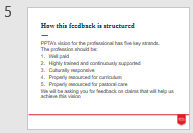 5
How this feedback is structured
PPTA's vision for the professional has five key strands.
The profession should be:
1. Well paid
2. Highly trained and continuously supported
3. Culturally responsive
4. Properly resourced for curriculum
5. Properly resourced for pastoral care
We will be asking you for feedback on claims that will help us
achieve this vision